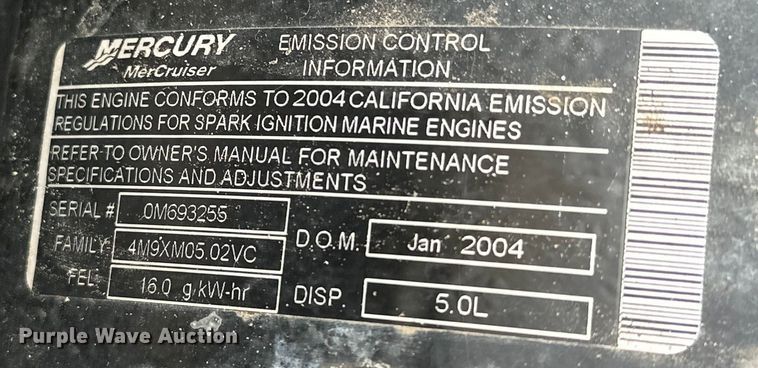 MERCURY
MerCruiser
EMISSION CONTROL
INFORMATION
THIS ENGINE CONFORMS TO 2004 CALIFORNIA EMISSION
REGULATIONS FOR SPARK IGNITION MARINE ENGINES
REFER TO OWNER'S MANUAL FOR MAINTENANCE
SPECIFICATIONS AND ADJUSTMENTS
SERIAL # 0M693255
D.O.M. Jan 2004
FAMILY 4M9XM05.02VC
FEL: 16.0 g/kW-hr
DISP. 5.0L
Purple Wave Auction